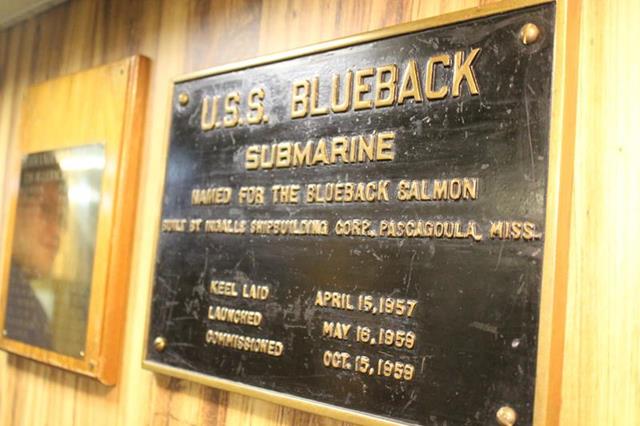 U.S.S. BLUEBACK
SUBMARINE
NAMED FOR THE BLUEBACK SALMON
BUILT BY INGALLS SHIPBUILDING CORP., PASCAGOULA, MISS.
KEEL LAID APRIL 15, 1957
LAUNCHED MAY 16, 1959
COMMISSIONED OCT. 15, 1959